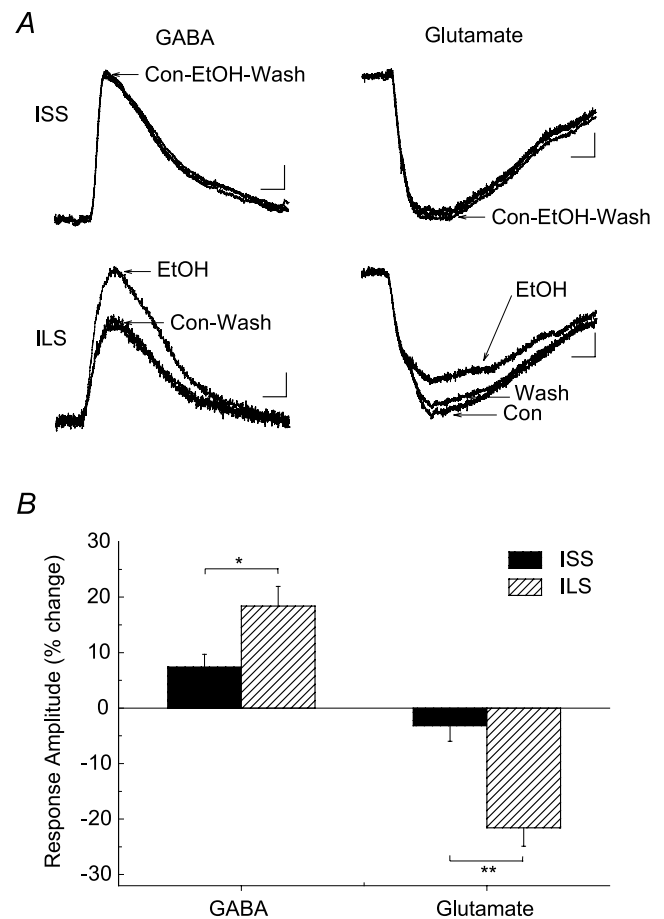 A
GABA
Glutamate
Con-EtOH-Wash
ISS
Con-EtOH-Wash
EtOH
EtOH
Con-Wash
ILS
Wash
Con
B
30
ISS
*
20
ILS
10
0
-10
-20
**
-30
Response Amplitude (% change)
GABA
Glutamate